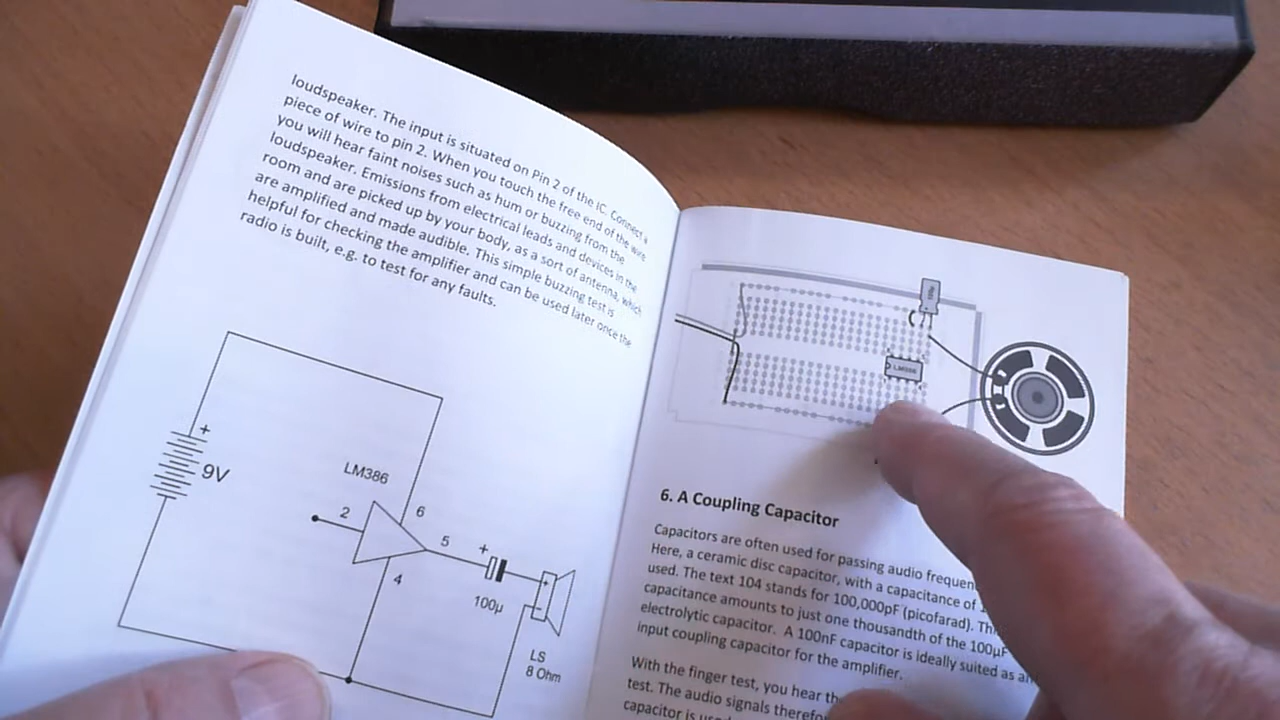 loudspeaker. The input is situated on Pin 2 of the IC. Connect a
piece of wire to pin 2. When you touch the free end of the wire
you will hear faint noises such as hum or buzzing from the
loudspeaker. Emissions from electrical leads and devices in the
room and are picked up by your body, as a sort of antenna, which
are amplified and made audible. This simple buzzing test is
helpful for checking the amplifier and can be used later once the
radio is built, e.g. to test for any faults.
+
9V
LM386
2
6
5
4
+
100µ
+
-
LS
8 Ohm
LM386
6. A Coupling Capacitor
Capacitors are often used for passing audio frequen
Here, a ceramic disc capacitor, with a capacitance of
used. The text 104 stands for 100,000pF (picofarad). Th
capacitance amounts to just one thousandth of the 100µF
electrolytic capacitor. A 100nF capacitor is ideally suited as an
input coupling capacitor for the amplifier.
With the finger test, you hear th
test. The audio signals therefo
capacitor is used